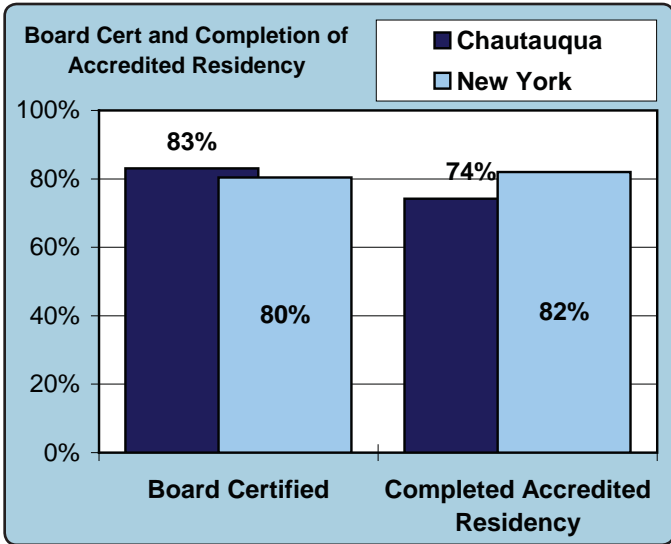 Board Cert and Completion of
Accredited Residency
Chautauqua
New York
100%
80%
60%
40%
20%
0%
83%
80%
74%
82%
Board Certified
Completed Accredited
Residency